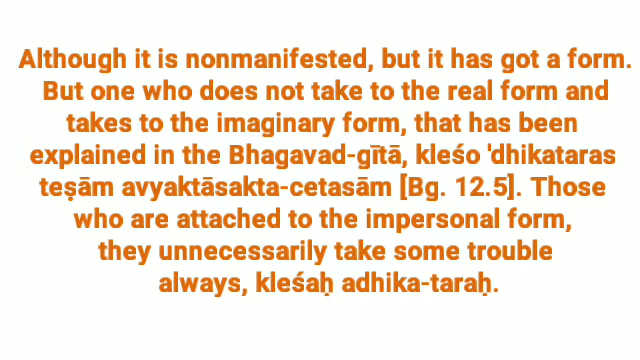 Although it is nonmanifested, but it has got a form.
But one who does not take to the real form and
takes to the imaginary form, that has been
explained in the Bhagavad-gītā, kleśo 'dhikataras
teṣām avyaktāsakta-cetasām [Bg. 12.5]. Those
who are attached to the impersonal form,
they unnecessarily take some trouble
always, kleśaḥ adhika-taraḥ.